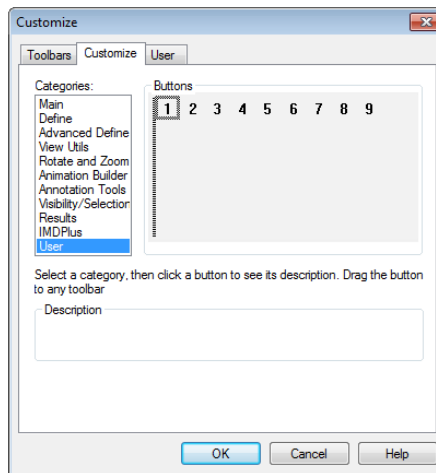 Customize
Toolbars Customize User
Categories: Buttons
Main
Define
Advanced Define
View Utils
Rotate and Zoom
Animation Builder
Annotation Tools
Visibility/Selection
Results
IMDPlus
User
1 2 3 4 5 6 7 8 9
Select a category, then click a button to see its description. Drag the button
to any toolbar
Description
OK Cancel Help